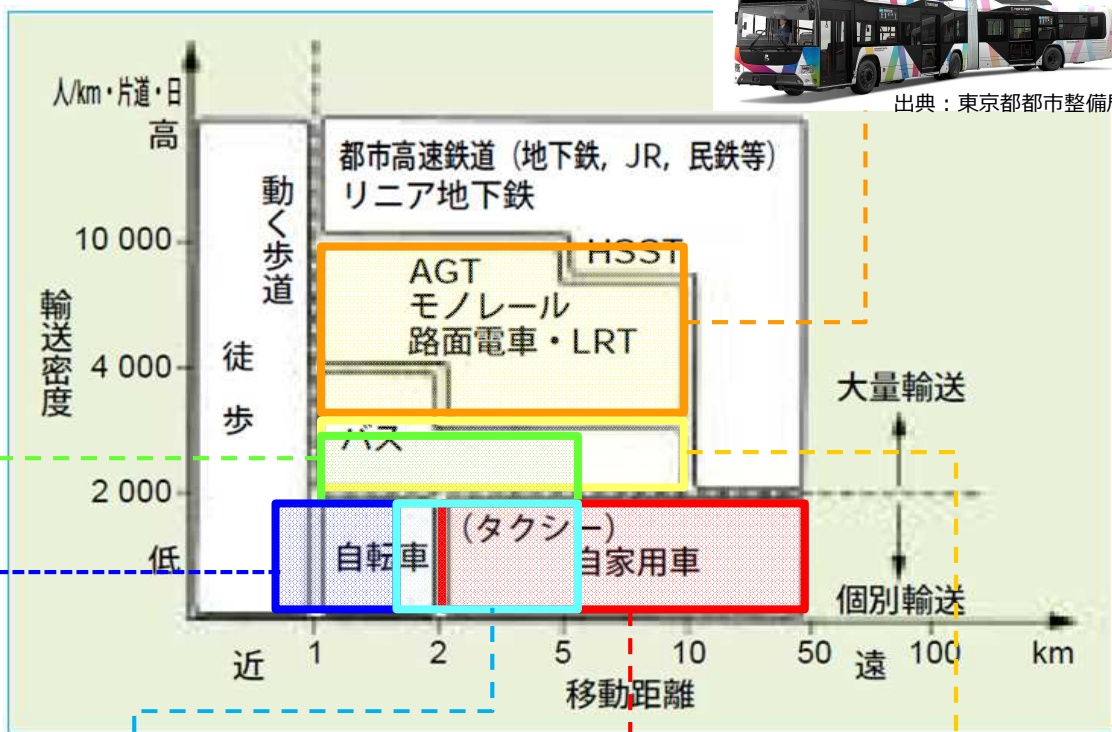 出典：東京都都市整備局
人/km・片道・日
高
都市高速鉄道（地下鉄，JR，民鉄等）
リニア地下鉄
動く歩道
10 000
HSST
AGT
モノレール
路面電車・LRT
輸送密度
4 000
徒歩
大量輸送
バス
2 000
（タクシー）
低
自転車
自家用車
個別輸送
近
1
2
5
10
50
遠
100
km
移動距離